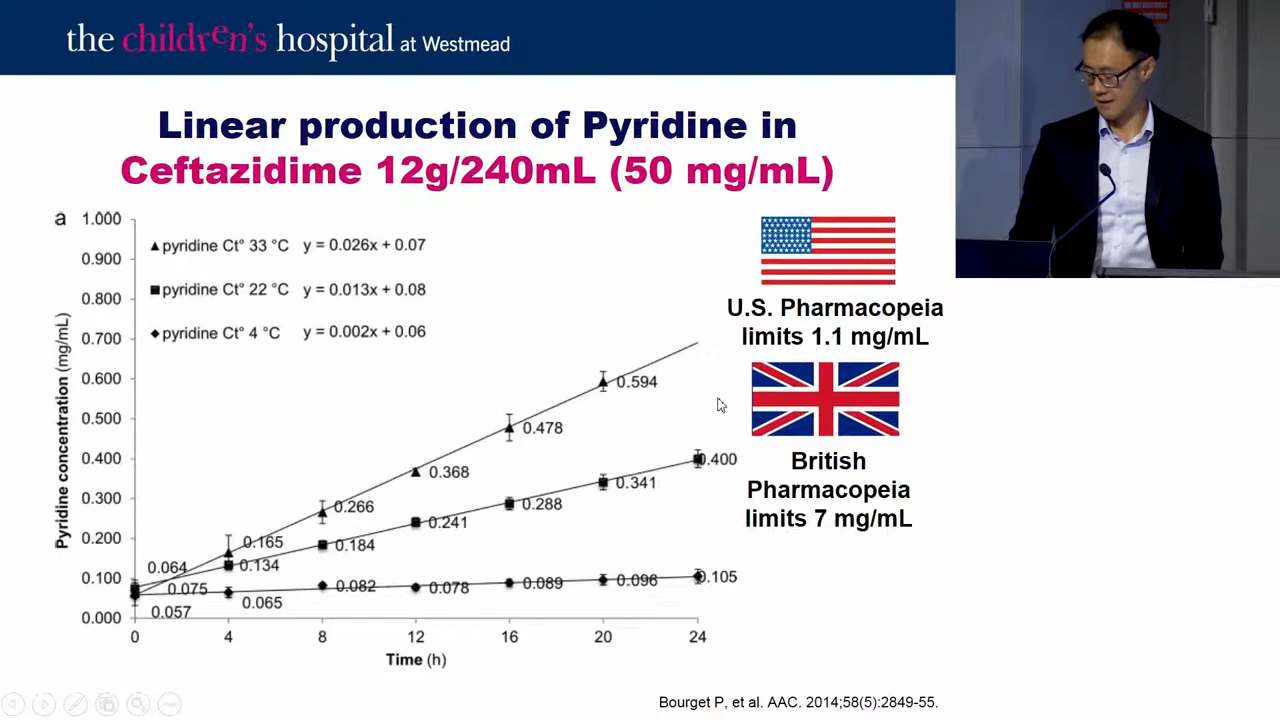 the children's hospital at Westmead
Linear production of Pyridine in
Ceftazidime 12g/240mL (50 mg/mL)
a
1.000
0.900
0.800
0.700
0.600
0.500
0.400
0.300
0.200
0.100
0.000
Pyridine concentration (mg/mL)
pyridine Ct° 33 °C y = 0.026x + 0.07
pyridine Ct° 22 °C y = 0.013x + 0.08
pyridine Ct° 4 °C y = 0.002x + 0.06
0.064
0.165
0.266
0.368
0.478
0.594
0.075
0.134
0.184
0.241
0.288
0.341
0.400
0.057
0.065
0.082
0.078
0.089
0.096
0.105
0 4 8 12 16 20 24
Time (h)
U.S. Pharmacopeia
limits 1.1 mg/mL
British
Pharmacopeia
limits 7 mg/mL
Bourget P, et al. AAC. 2014;58(5):2849-55.